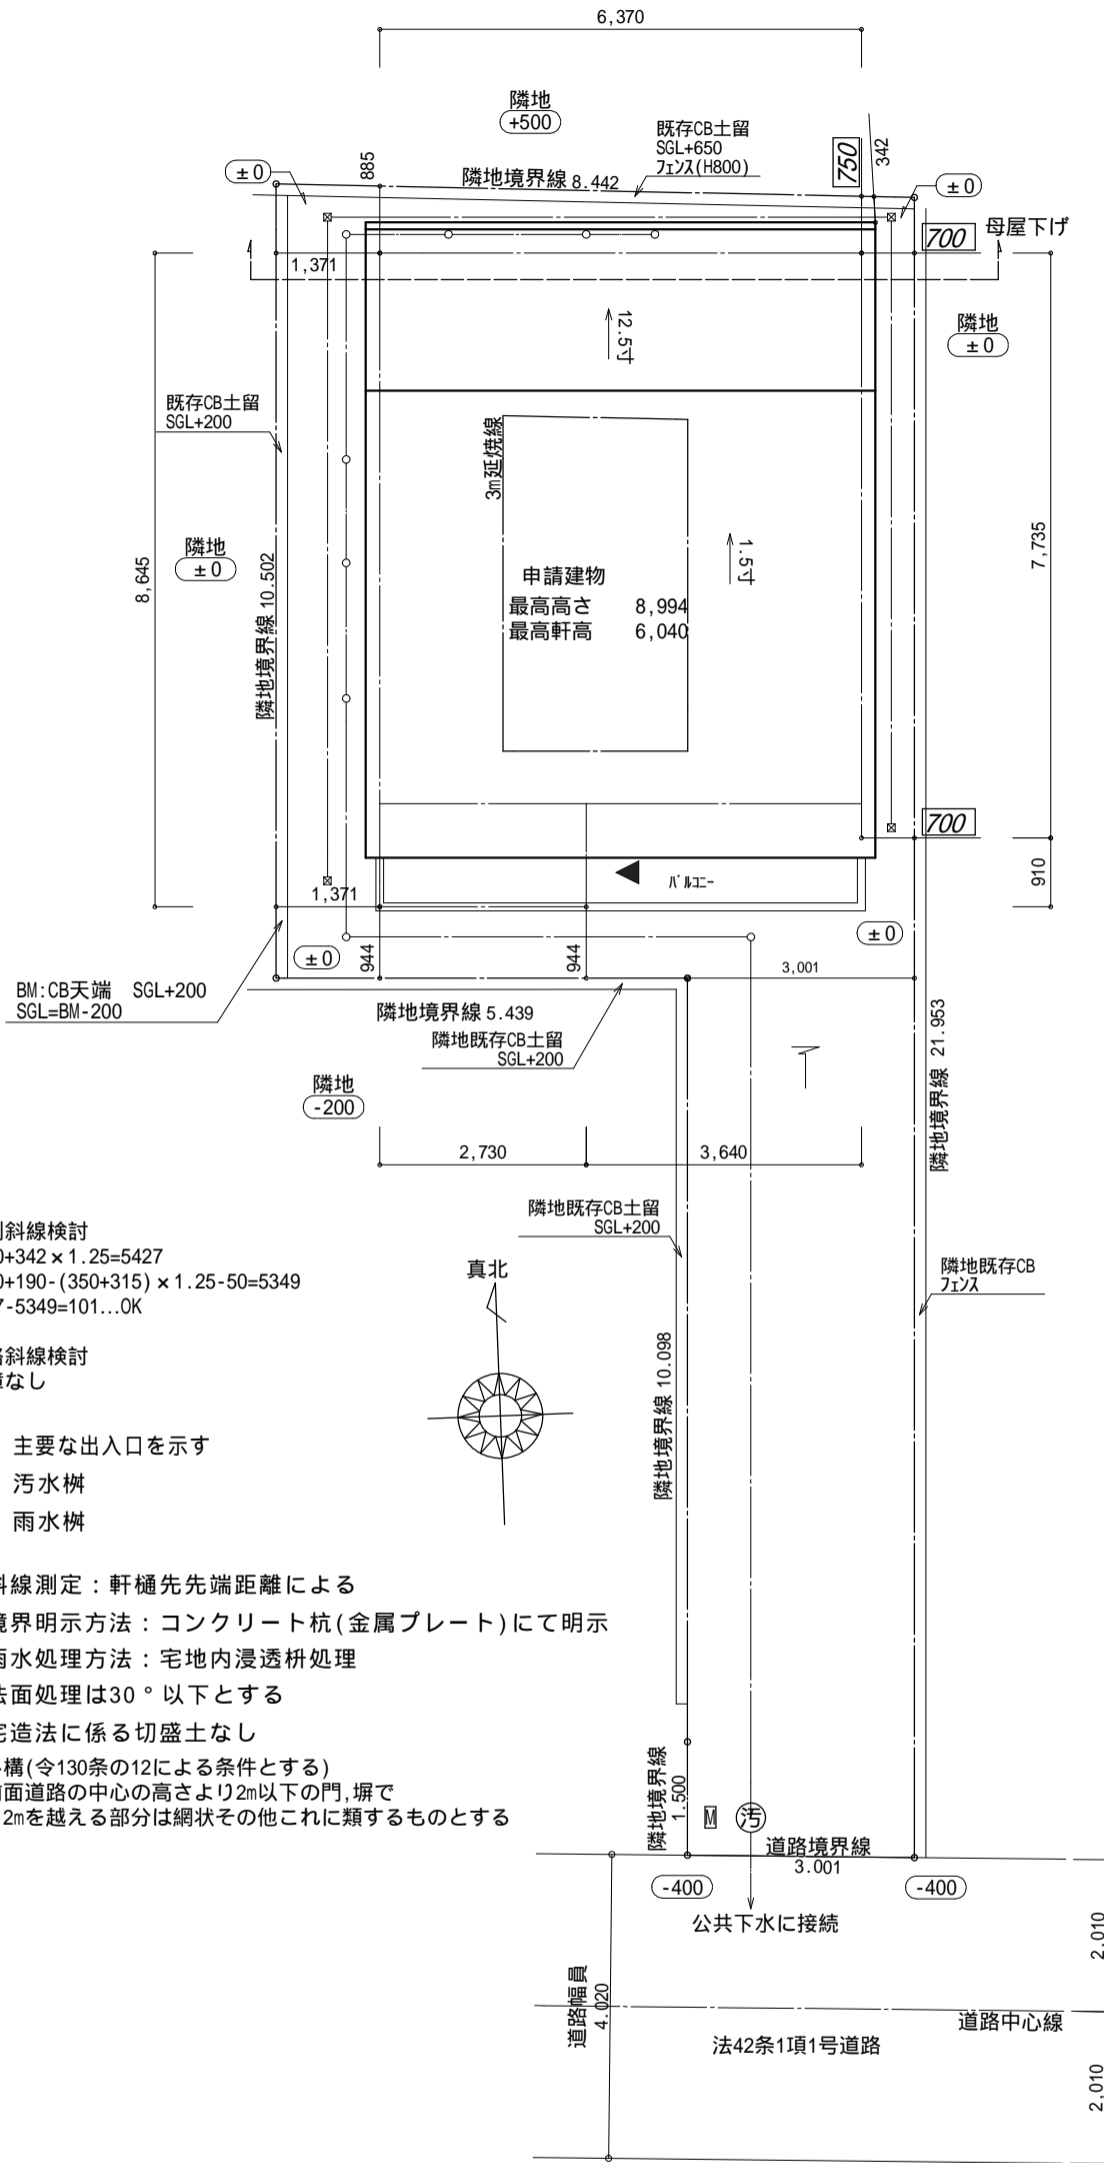 6,370
隣地
+500
既存CB土留
SGL+650
フェンス(H800)
885
750
342
±0
隣地境界線 8.442
±0
700
母屋下げ
1,371
12.5寸
隣地
±0
既存CB土留
SGL+200
3m延焼線
隣地
±0
8,645
隣地境界線 10.502
1.5寸
7,735
申請建物
最高高さ 8,994
最高軒高 6,040
700
910
バルコニー
1,371
±0
944
944
±0
3,001
BM:CB天端 SGL+200
SGL=BM-200
隣地境界線 5.439
隣地既存CB土留
SGL+200
隣地境界線 21.953
隣地
-200
2,730
3,640
隣地既存CB土留
SGL+200
斜線検討
0+342×1.25=5427
0+190-(350+315)×1.25-50=5349
7-5349=101...OK
真北
隣地既存CB
フェンス
斜線検討
なし
隣地境界線 10.098
主要な出入口を示す
汚水桝
雨水桝
斜線測定：軒樋先先端距離による
境界明示方法：コンクリート杭(金属プレート)にて明示
雨水処理方法：宅地内浸透枡処理
法面処理は30°以下とする
宅造法に係る切盛土なし
構(令130条の12による条件とする)
前面道路の中心の高さより2m以下の門,塀で
2mを越える部分は網状その他これに類するものとする
隣地境界線
1.500
M
汚
道路境界線
3.001
-400
-400
公共下水に接続
2.010
道路幅員
4.020
道路中心線
法42条1項1号道路
2,010